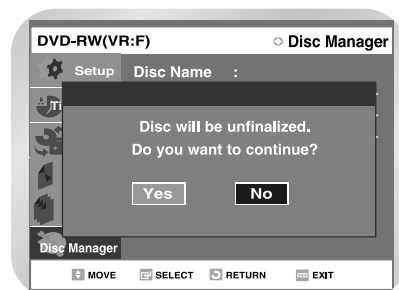 DVD-RW(VR:F) Disc Manager
Setup Disc Name :
Ti
Disc will be unfinalized.
Do you want to continue?
Yes No
Disc Manager
MOVE SELECT RETURN EXIT